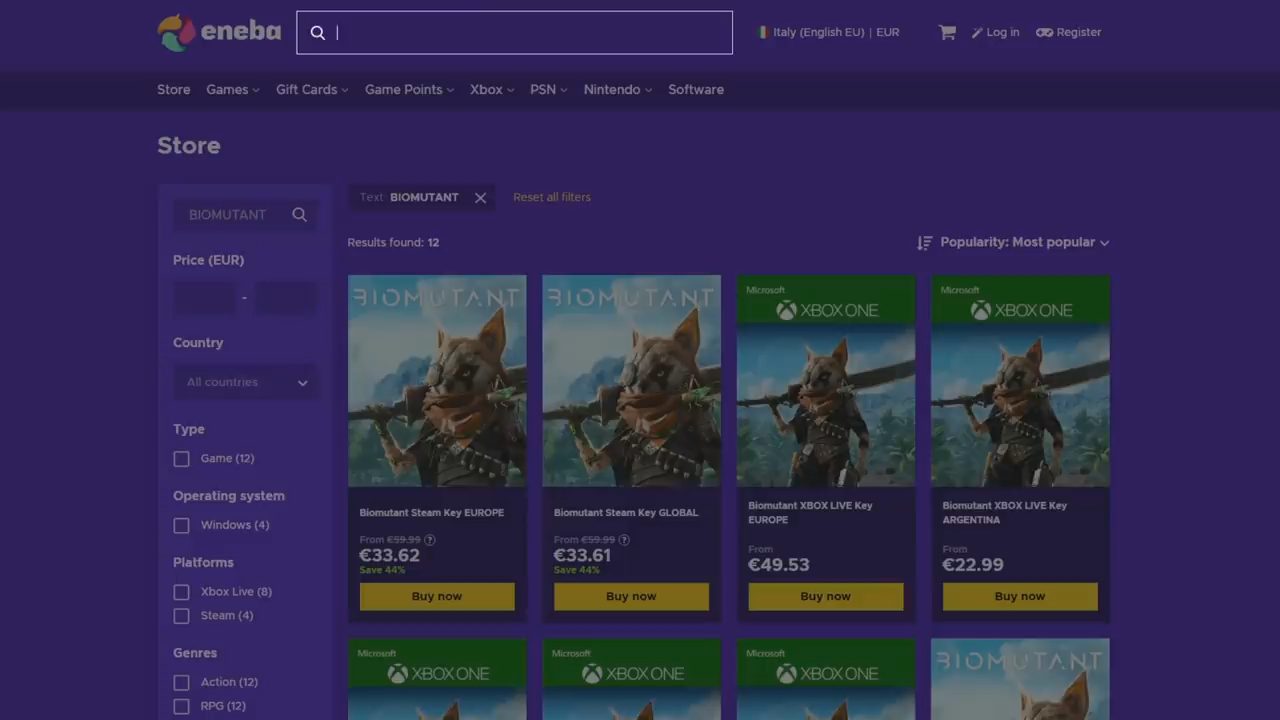 eneba
Italy (English EU) | EUR
Log in
Register
Store
Games
Gift Cards
Game Points
Xbox
PSN
Nintendo
Software
Store
BIOMUTANT
Price (EUR)
-
Country
All countries
Type
Game (12)
Operating system
Windows (4)
Platforms
Xbox Live (8)
Steam (4)
Genres
Action (12)
RPG (12)
Text: BIOMUTANT
Reset all filters
Results found: 12
Popularity: Most popular
BIOMUTANT
Biomutant Steam Key EUROPE
From €59.99
€33.62
Save 44%
Buy now
BIOMUTANT
Biomutant Steam Key GLOBAL
From €59.99
€33.61
Save 44%
Buy now
Microsoft
XBOX ONE
Biomutant XBOX LIVE Key
EUROPE
From
€49.53
Buy now
Microsoft
XBOX ONE
Biomutant XBOX LIVE Key
ARGENTINA
From
€22.99
Buy now
Microsoft
XBOX ONE
Microsoft
XBOX ONE
Microsoft
XBOX ONE
BIOMUTANT